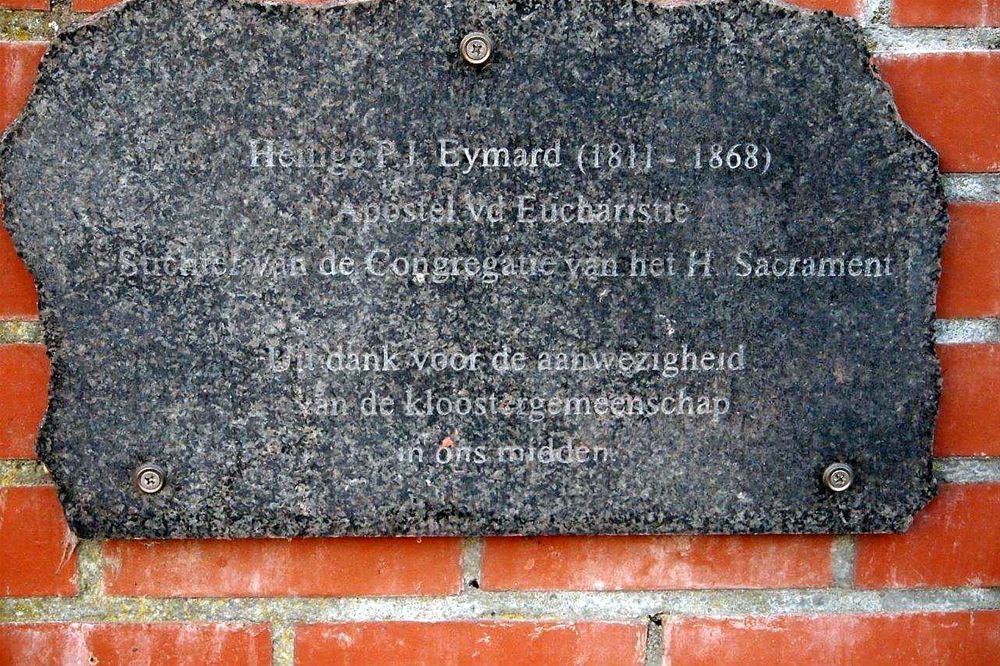 Heilige P.J. Eymard (1811 - 1868)
Apostel vd Eucharistie
Stichter van de Congregatie van het H. Sacrament
Uit dank voor de aanwezigheid
van de kloostergemeenschap
in ons midden